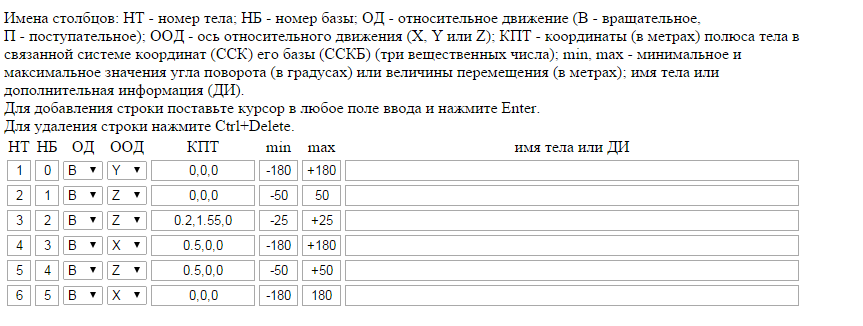 Имена столбцов: НТ - номер тела; НБ - номер базы; ОД - относительное движение (В - вращательное,
П - поступательное); ООД - ось относительного движения (X, Y или Z); КПТ - координаты (в метрах) полюса тела в
связанной системе координат (ССК) его базы (ССКБ) (три вещественных числа); min, max - минимальное и
максимальное значения угла поворота (в градусах) или величины перемещения (в метрах); имя тела или
дополнительная информация (ДИ).
Для добавления строки поставьте курсор в любое поле ввода и нажмите Enter.
Для удаления строки нажмите Ctrl+Delete.
НТ НБ ОД ООД КПТ min max имя тела или ДИ
1 0 В Y 0,0,0 -180 +180
2 1 В Z 0,0,0 -50 50
3 2 В Z 0.2,1.55,0 -25 +25
4 3 В X 0.5,0,0 -180 +180
5 4 В Z 0.5,0,0 -50 +50
6 5 В X 0,0,0 -180 180